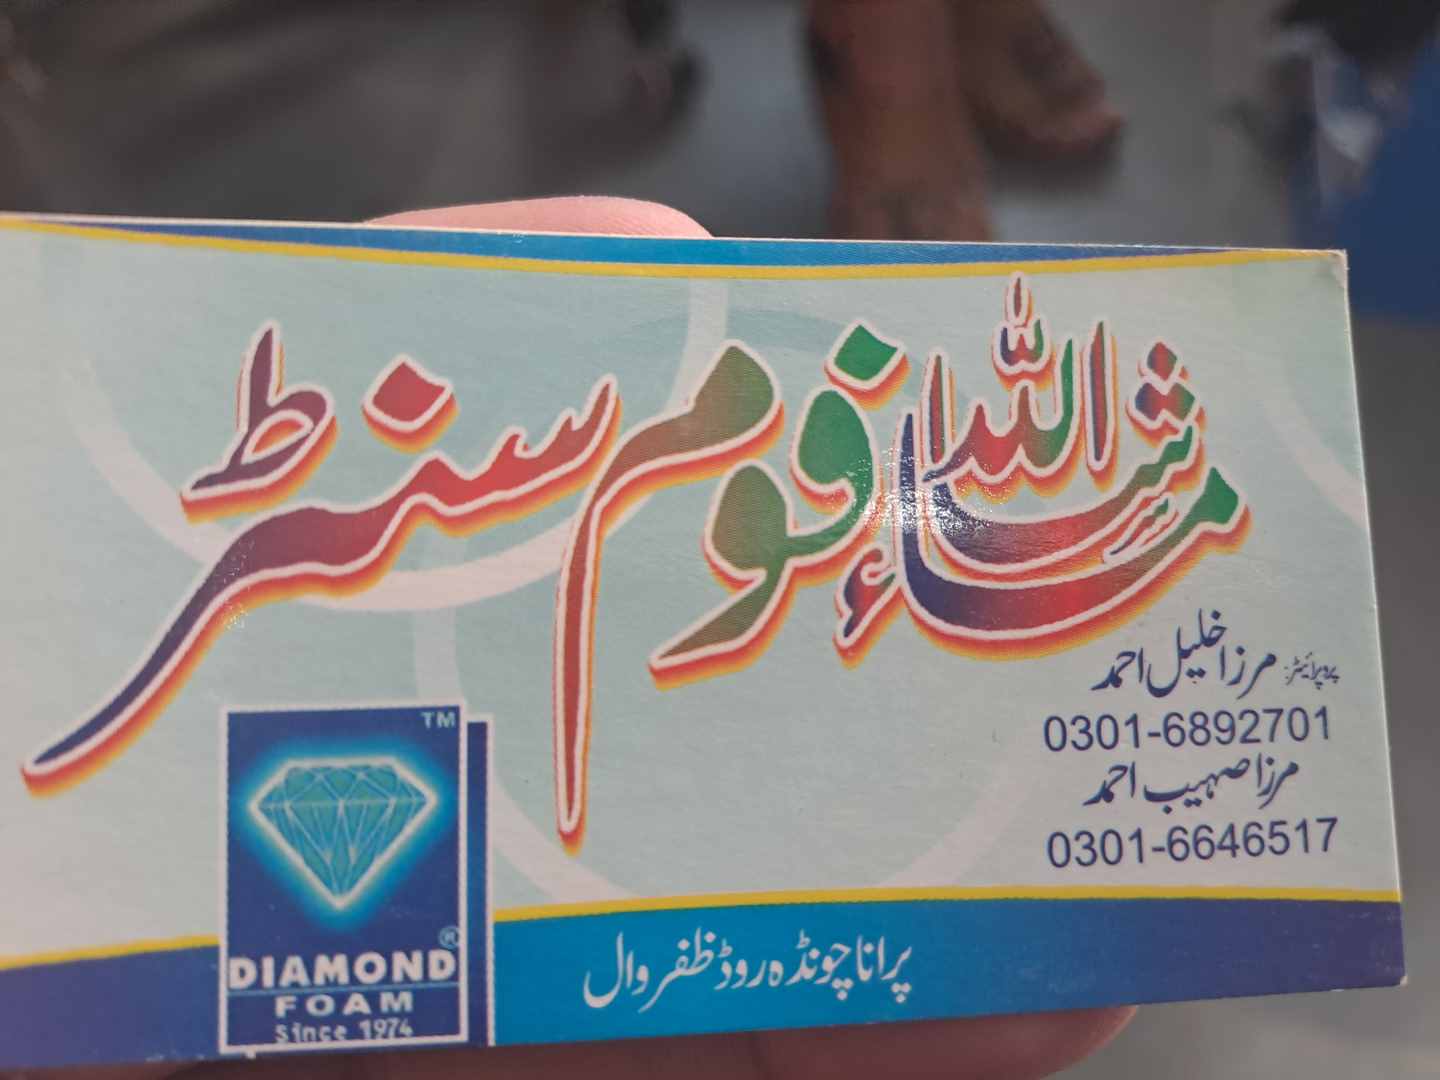 ماشاءاللہ فوم سنٹر
پروپرائیٹر: مرزا خلیل احمد
0301-6892701
مرزا صہیب احمد
0301-6646517
TM
DIAMOND®
FOAM
Since 1974
پرانا چونڈہ روڈ ظفروال